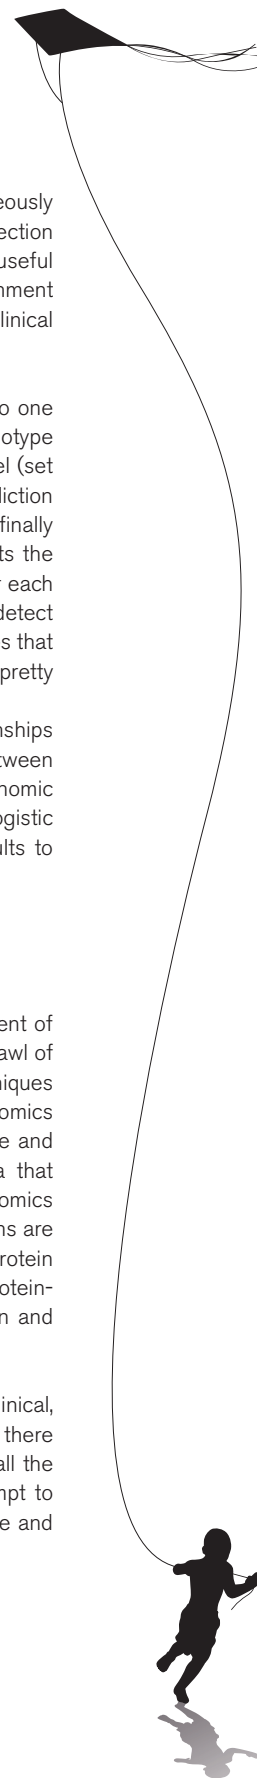 eously
ection
useful
nment
linical
o one
otype
el (set
diction
finally
ts the
r each
detect
s that
pretty
nships
tween
nomic
ogistic
ults to
ent of
awl of
niques
omics
e and
a that
omics
ns are
rotein
otein-
n and
inical,
there
all the
mpt to
e and